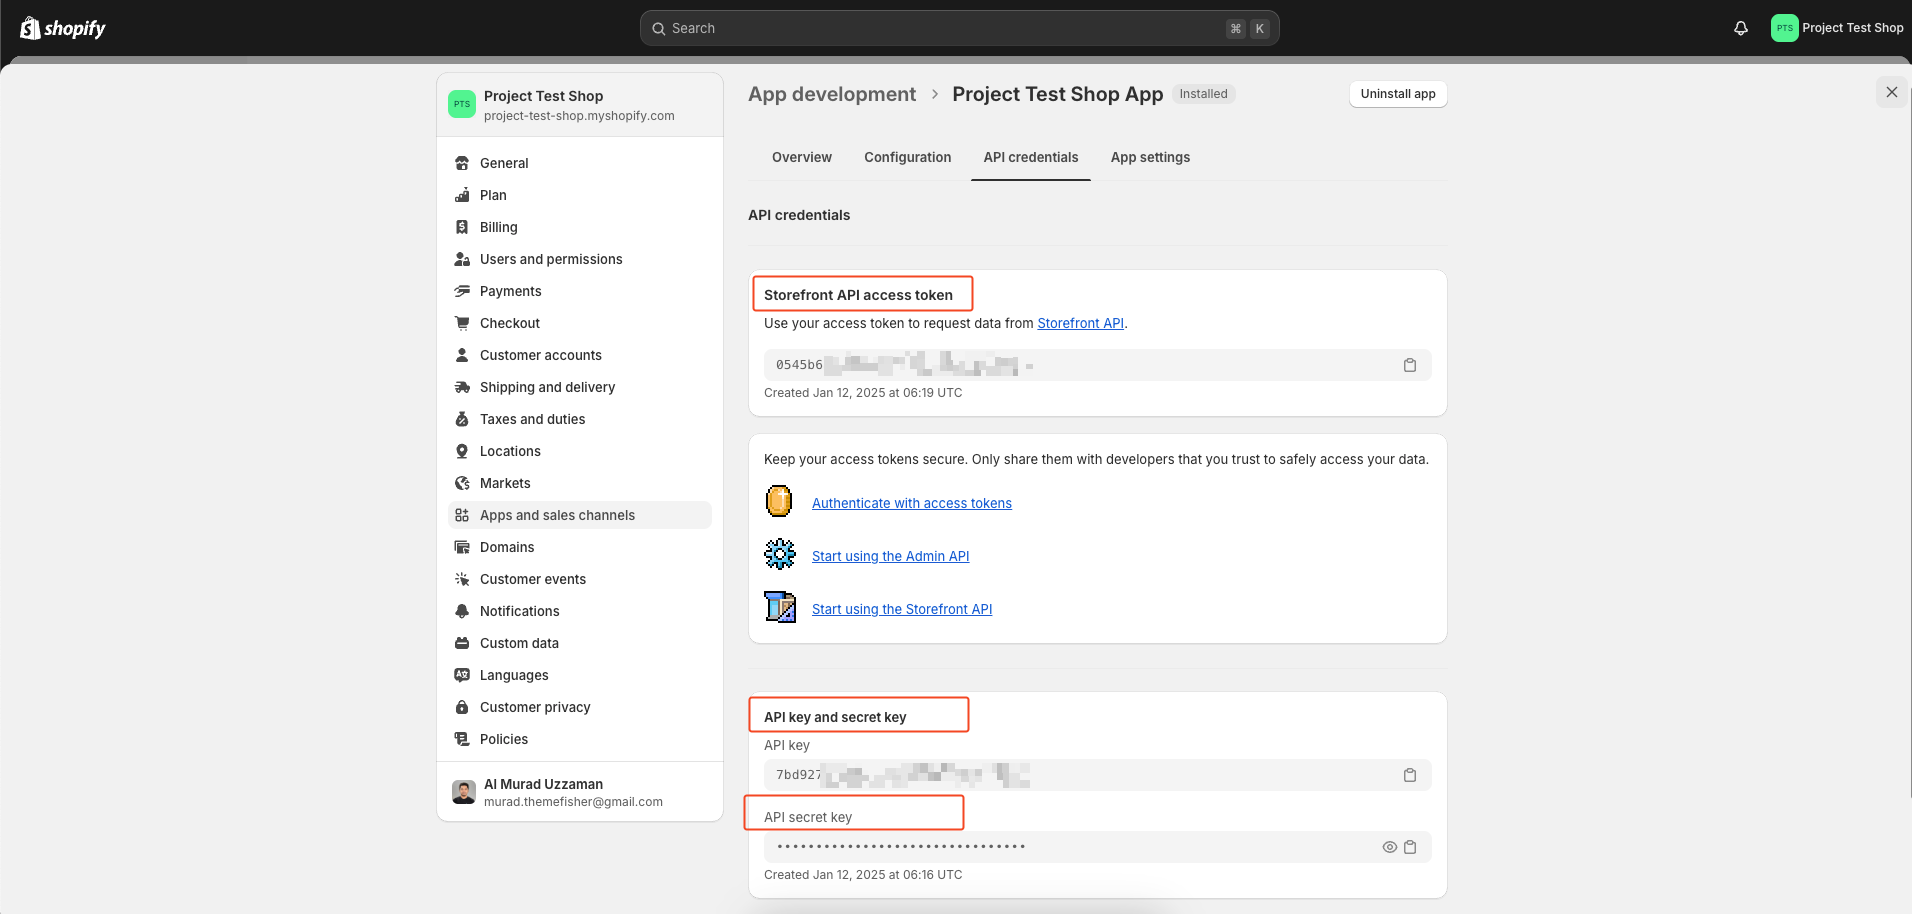 shopify
Search
⌘ K
PTS
Project Test Shop
PTS
Project Test Shop
project-test-shop.myshopify.com
General
Plan
Billing
Users and permissions
Payments
Checkout
Customer accounts
Shipping and delivery
Taxes and duties
Locations
Markets
Apps and sales channels
Domains
Customer events
Notifications
Custom data
Languages
Customer privacy
Policies
Al Murad Uzzaman
murad.themefisher@gmail.com
App development › Project Test Shop App Installed
Uninstall app
Overview Configuration API credentials App settings
API credentials
Storefront API access token
Use your access token to request data from Storefront API.
0545b6
Created Jan 12, 2025 at 06:19 UTC
Keep your access tokens secure. Only share them with developers that you trust to safely access your data.
Authenticate with access tokens
Start using the Admin API
Start using the Storefront API
API key and secret key
API key
7bd927
API secret key
••••••••••••••••••••••••••••••••
Created Jan 12, 2025 at 06:16 UTC